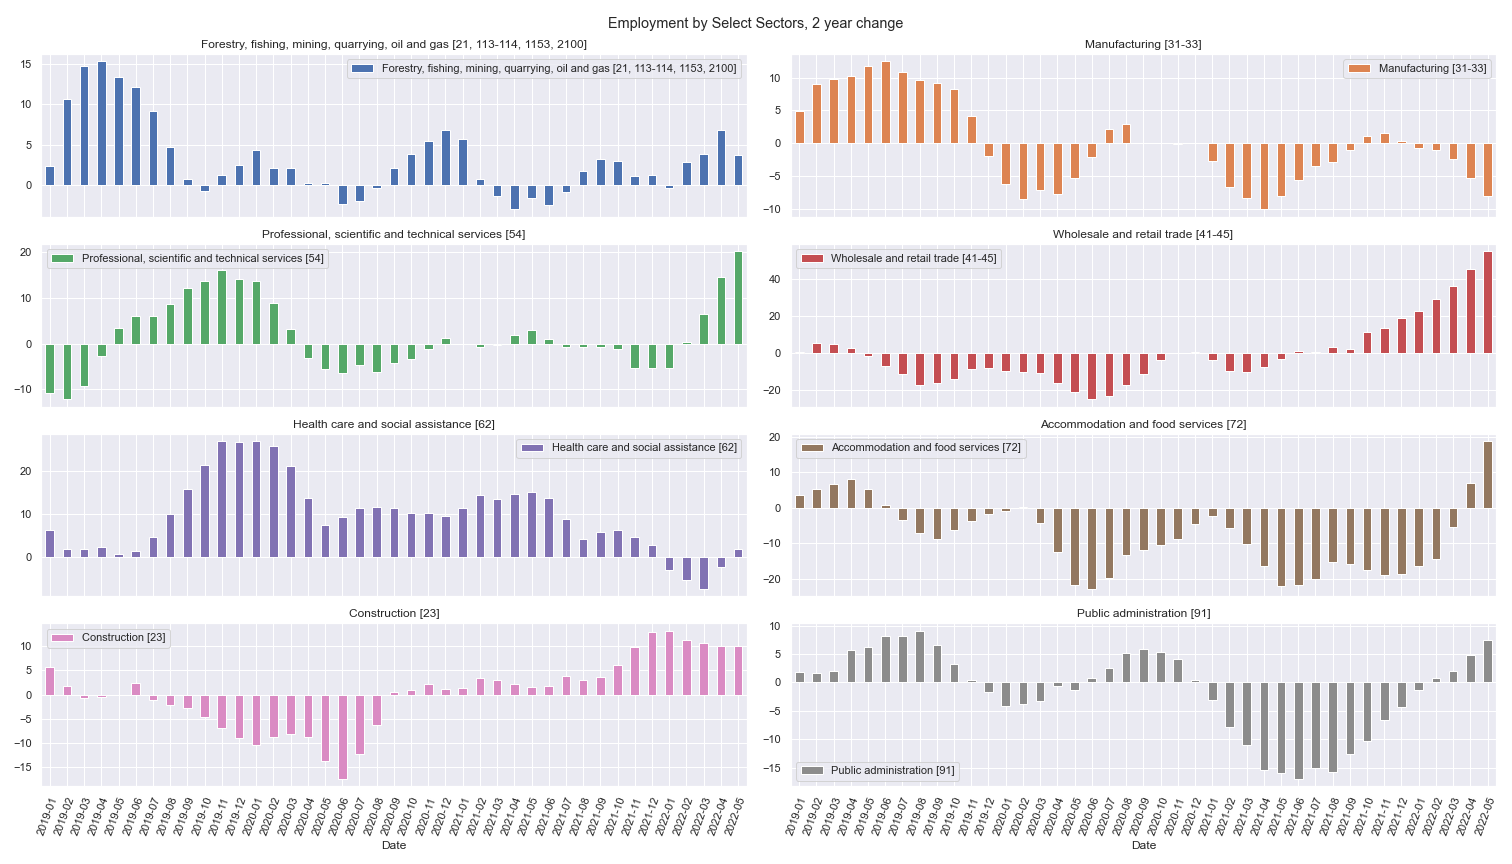 Employment by Select Sectors, 2 year change
Forestry, fishing, mining, quarrying, oil and gas [21, 113-114, 1153, 2100]
Forestry, fishing, mining, quarrying, oil and gas [21, 113-114, 1153, 2100]
15
10
5
0
Manufacturing [31-33]
Manufacturing [31-33]
10
5
0
−5
−10
Professional, scientific and technical services [54]
Professional, scientific and technical services [54]
20
10
0
−10
Wholesale and retail trade [41-45]
Wholesale and retail trade [41-45]
40
20
0
−20
Health care and social assistance [62]
Health care and social assistance [62]
20
10
0
Accommodation and food services [72]
Accommodation and food services [72]
20
10
0
−10
−20
Construction [23]
Construction [23]
10
5
0
−5
−10
−15
2019-01 2019-02 2019-03 2019-04 2019-05 2019-06 2019-07 2019-08 2019-09 2019-10 2019-11 2019-12 2020-01 2020-02 2020-03 2020-04 2020-05 2020-06 2020-07 2020-08 2020-09 2020-10 2020-11 2020-12 2021-01 2021-02 2021-03 2021-04 2021-05 2021-06 2021-07 2021-08 2021-09 2021-10 2021-11 2021-12 2022-01 2022-02 2022-03 2022-04 2022-05
Date
Public administration [91]
10
5
0
−5
−10
−15
Public administration [91]
2019-01 2019-02 2019-03 2019-04 2019-05 2019-06 2019-07 2019-08 2019-09 2019-10 2019-11 2019-12 2020-01 2020-02 2020-03 2020-04 2020-05 2020-06 2020-07 2020-08 2020-09 2020-10 2020-11 2020-12 2021-01 2021-02 2021-03 2021-04 2021-05 2021-06 2021-07 2021-08 2021-09 2021-10 2021-11 2021-12 2022-01 2022-02 2022-03 2022-04 2022-05
Date